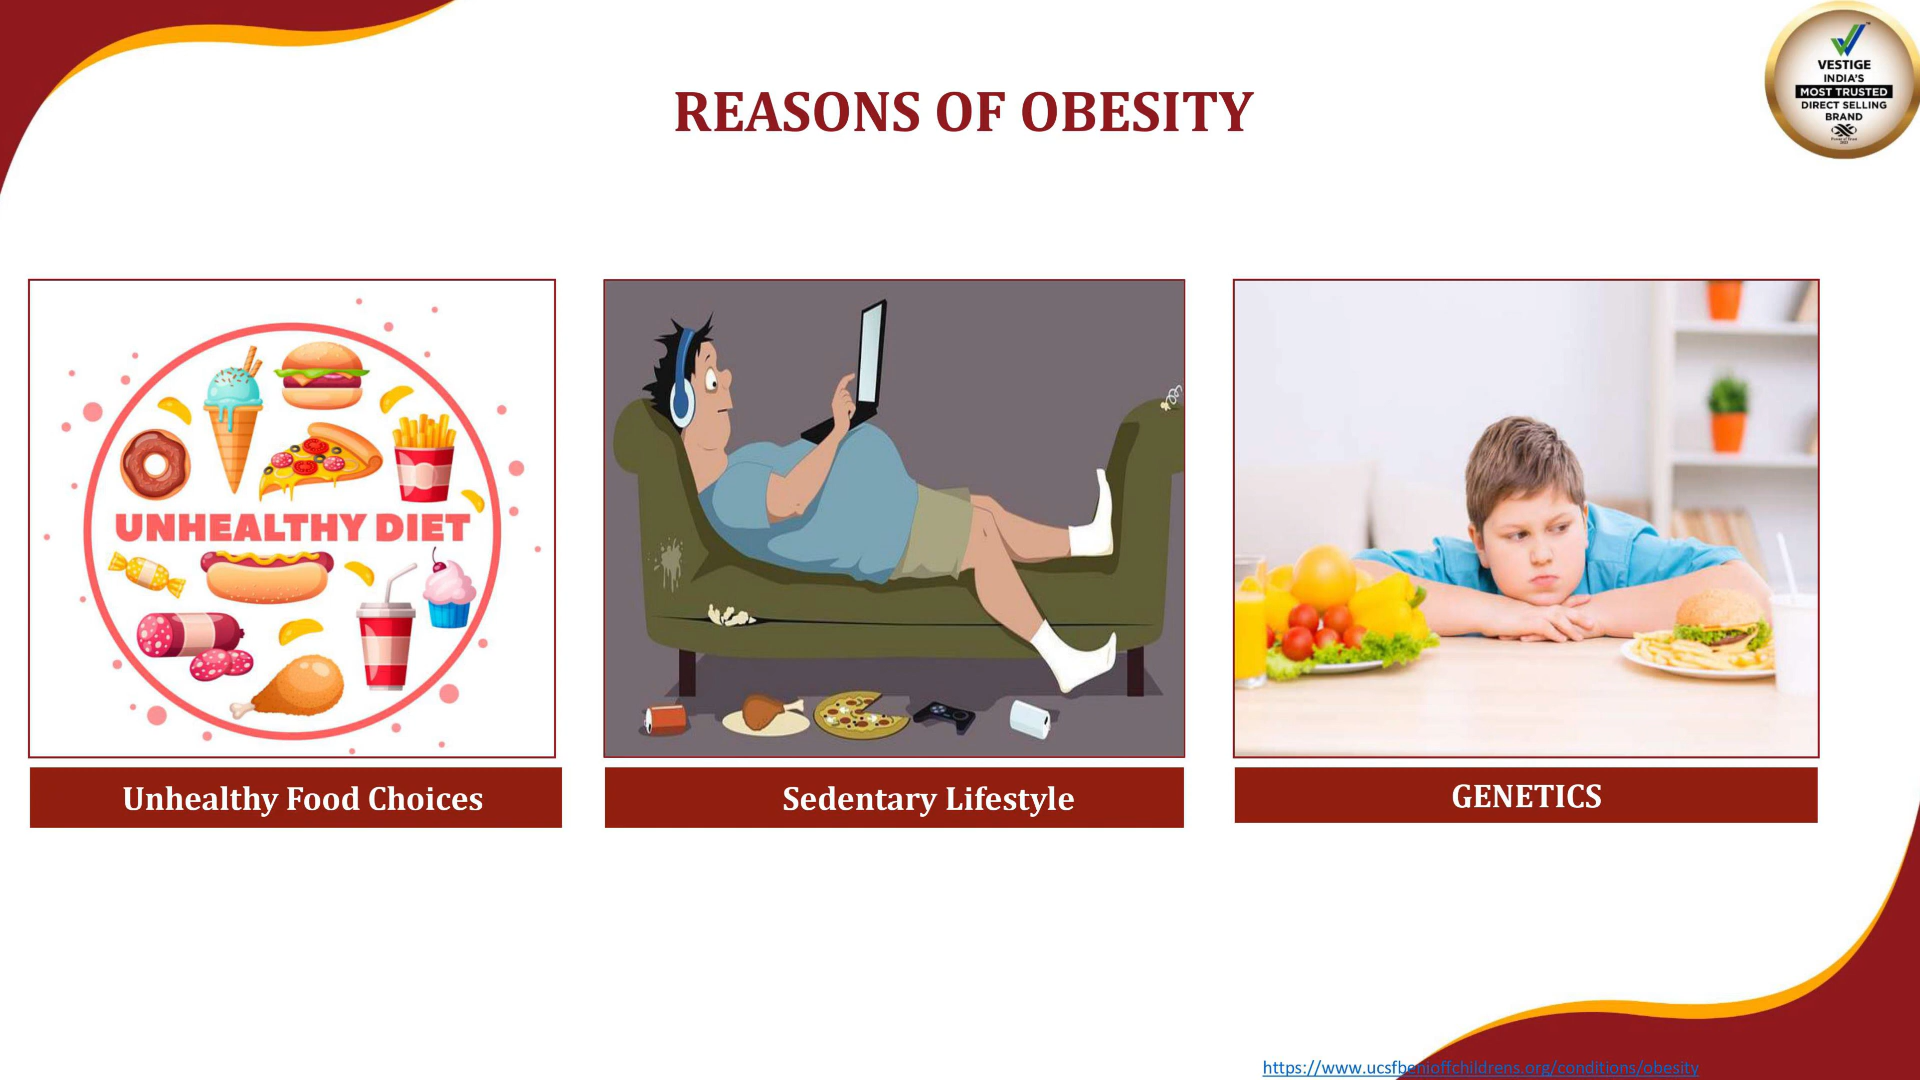 REASONS OF OBESITY
VESTIGE
INDIA'S
MOST TRUSTED
DIRECT SELLING
BRAND
UNHEALTHY DIET
Unhealthy Food Choices
Sedentary Lifestyle
GENETICS
https://www.ucsfbenioffchildrens.org/conditions/obesity